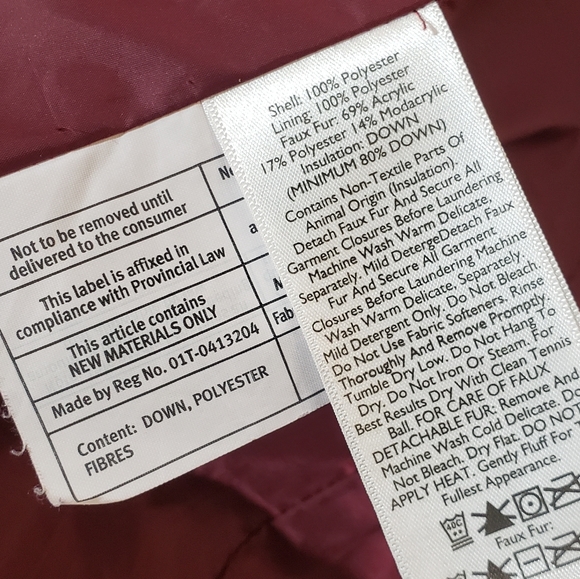 Not to be removed until
delivered to the consumer
This label is affixed in
compliance with Provincial Law
This article contains
NEW MATERIALS ONLY
Made by Reg No. 01T-0413204
Content: DOWN, POLYESTER
FIBRES
Fab
Shell: 100% Polyester
Lining: 100% Polyester
Faux Fur: 69% Acrylic
17% Polyester 14% Modacrylic
Insulation: DOWN
(MINIMUM 80% DOWN)
Contains Non-Textile Parts Of
Animal Origin (Insulation).
Detach Faux Fur And Secure All
Garment Closures Before Laundering
Machine Wash Warm Delicate,
Separately. Mild DetergeDetach Faux
Fur And Secure All Garment
Closures Before Laundering Machine
Wash Warm Delicate, Separately.
Mild Detergent Only. Do Not Bleach
Do Not Use Fabric Softeners. Rinse
Thoroughly And Remove Promptly.
Tumble Dry Low. Do Not Hang To
Dry. Do Not Iron Or Steam. For
Best Results Dry With Clean Tennis
Ball. FOR CARE OF FAUX
DETACHABLE FUR: Remove And
Machine Wash Cold Delicate. Do
Not Bleach. Dry Flat. DO NOT
APPLY HEAT. Gently Fluff For
Fullest Appearance.
40C
Faux Fur: